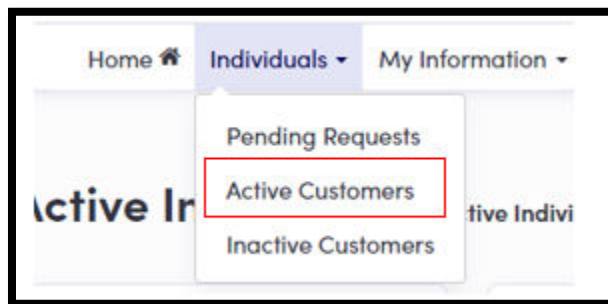 Home Individuals My Information
Pending Requests
Active Customers
Inactive Customers